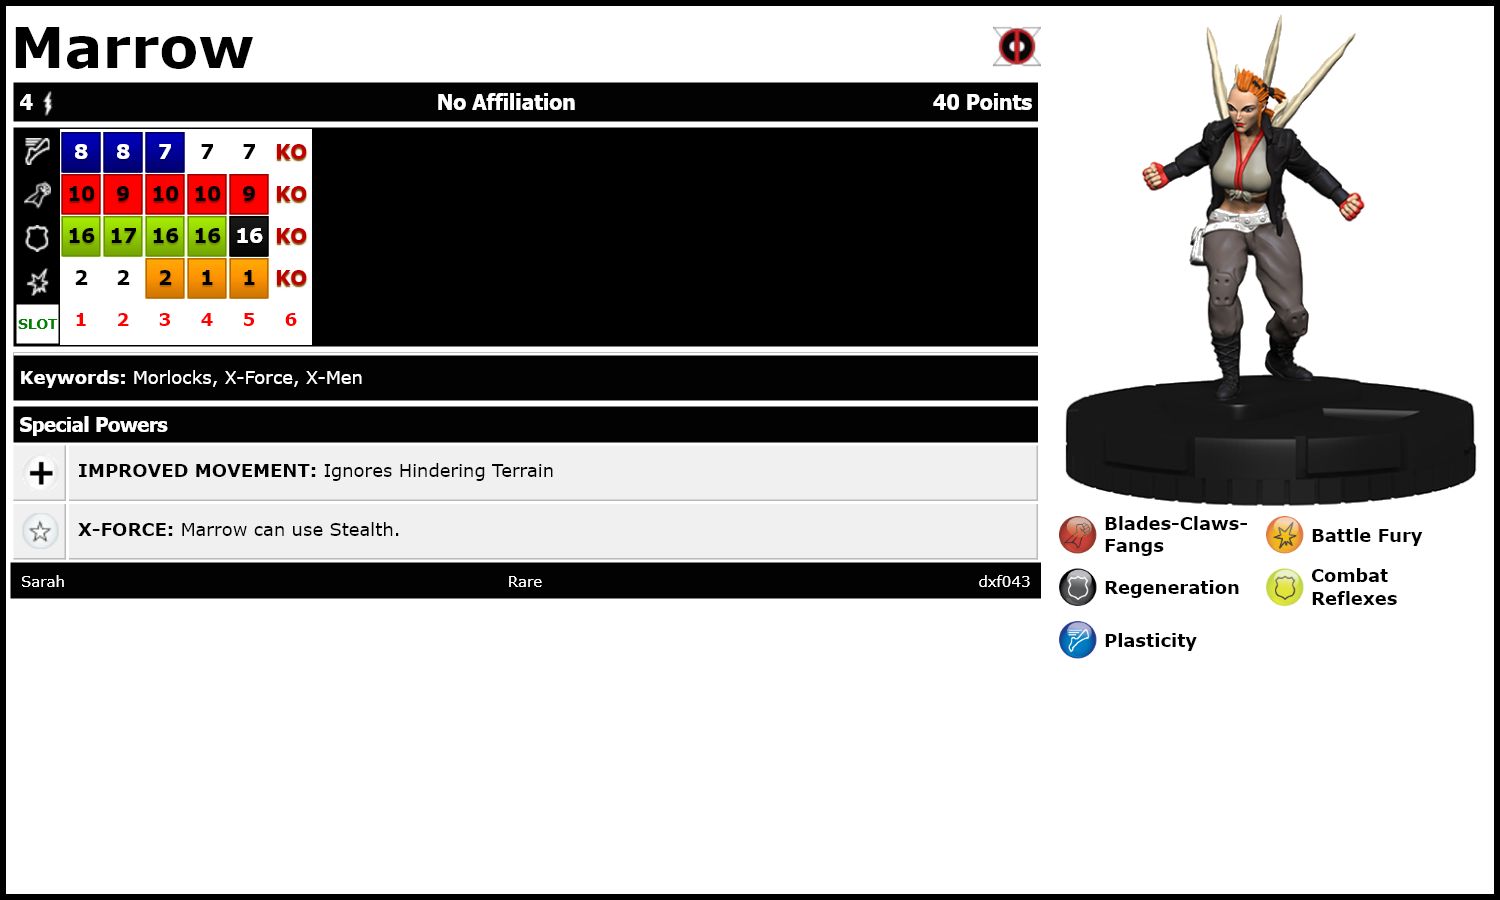 Marrow
4 No Affiliation 40 Points
8 8 7 7 7 KO
10 9 10 10 9 KO
16 17 16 16 16 KO
2 2 2 1 1 KO
SLOT 1 2 3 4 5 6
Keywords: Morlocks, X-Force, X-Men
Special Powers
IMPROVED MOVEMENT: Ignores Hindering Terrain
X-FORCE: Marrow can use Stealth.
Sarah Rare dxf043
Blades-Claws-
Fangs
Battle Fury
Regeneration
Combat
Reflexes
Plasticity